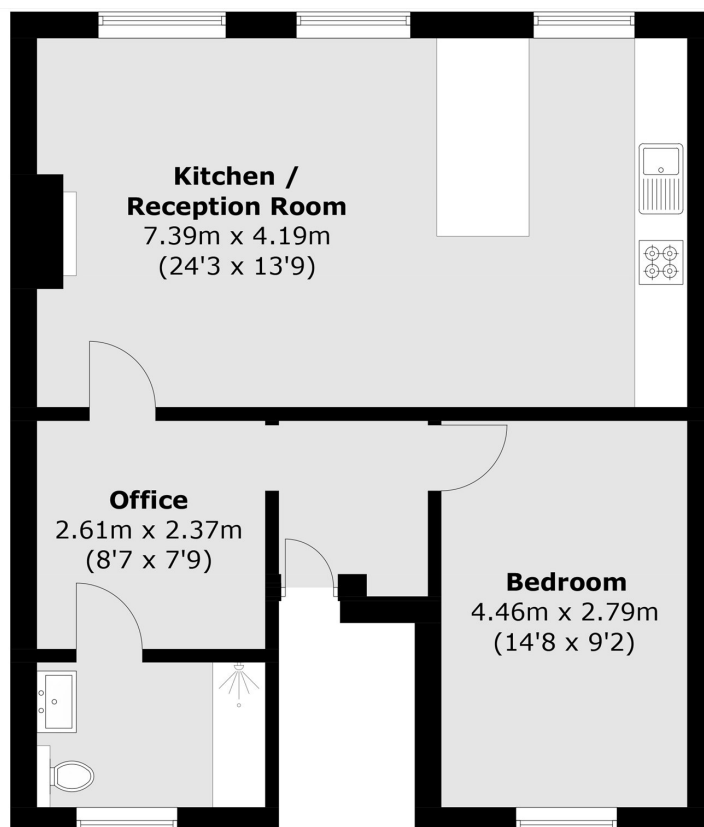 Kitchen /
Reception Room
7.39m x 4.19m
(24'3 x 13'9)
Office
2.61m x 2.37m
(8'7 x 7'9)
Bedroom
4.46m x 2.79m
(14'8 x 9'2)